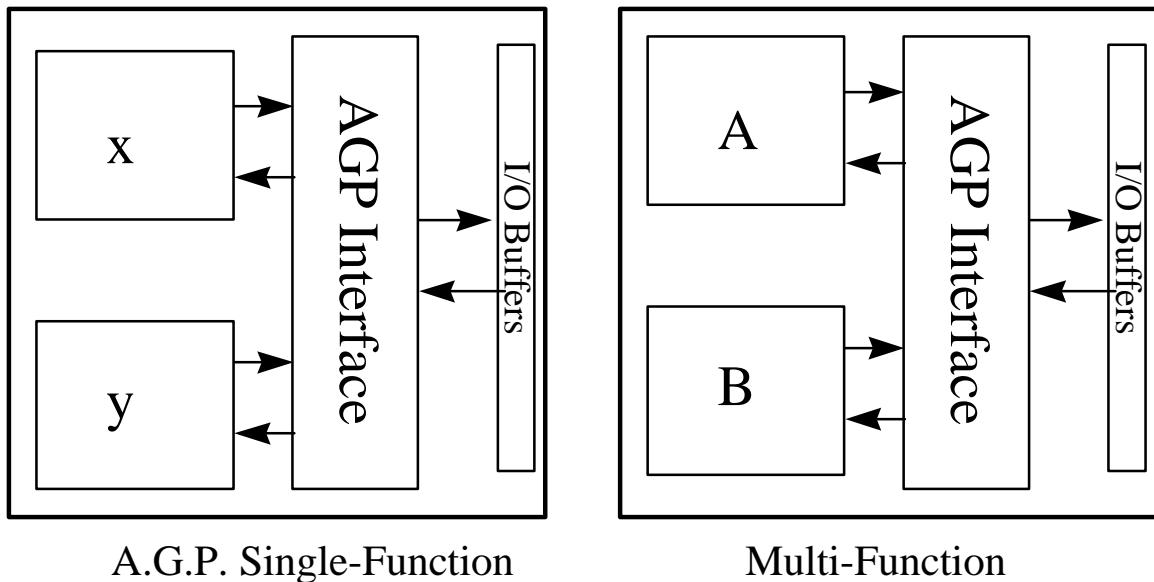 x
y
AGP Interface
I/O Buffers
A
B
AGP Interface
I/O Buffers
A.G.P. Single-Function
Multi-Function